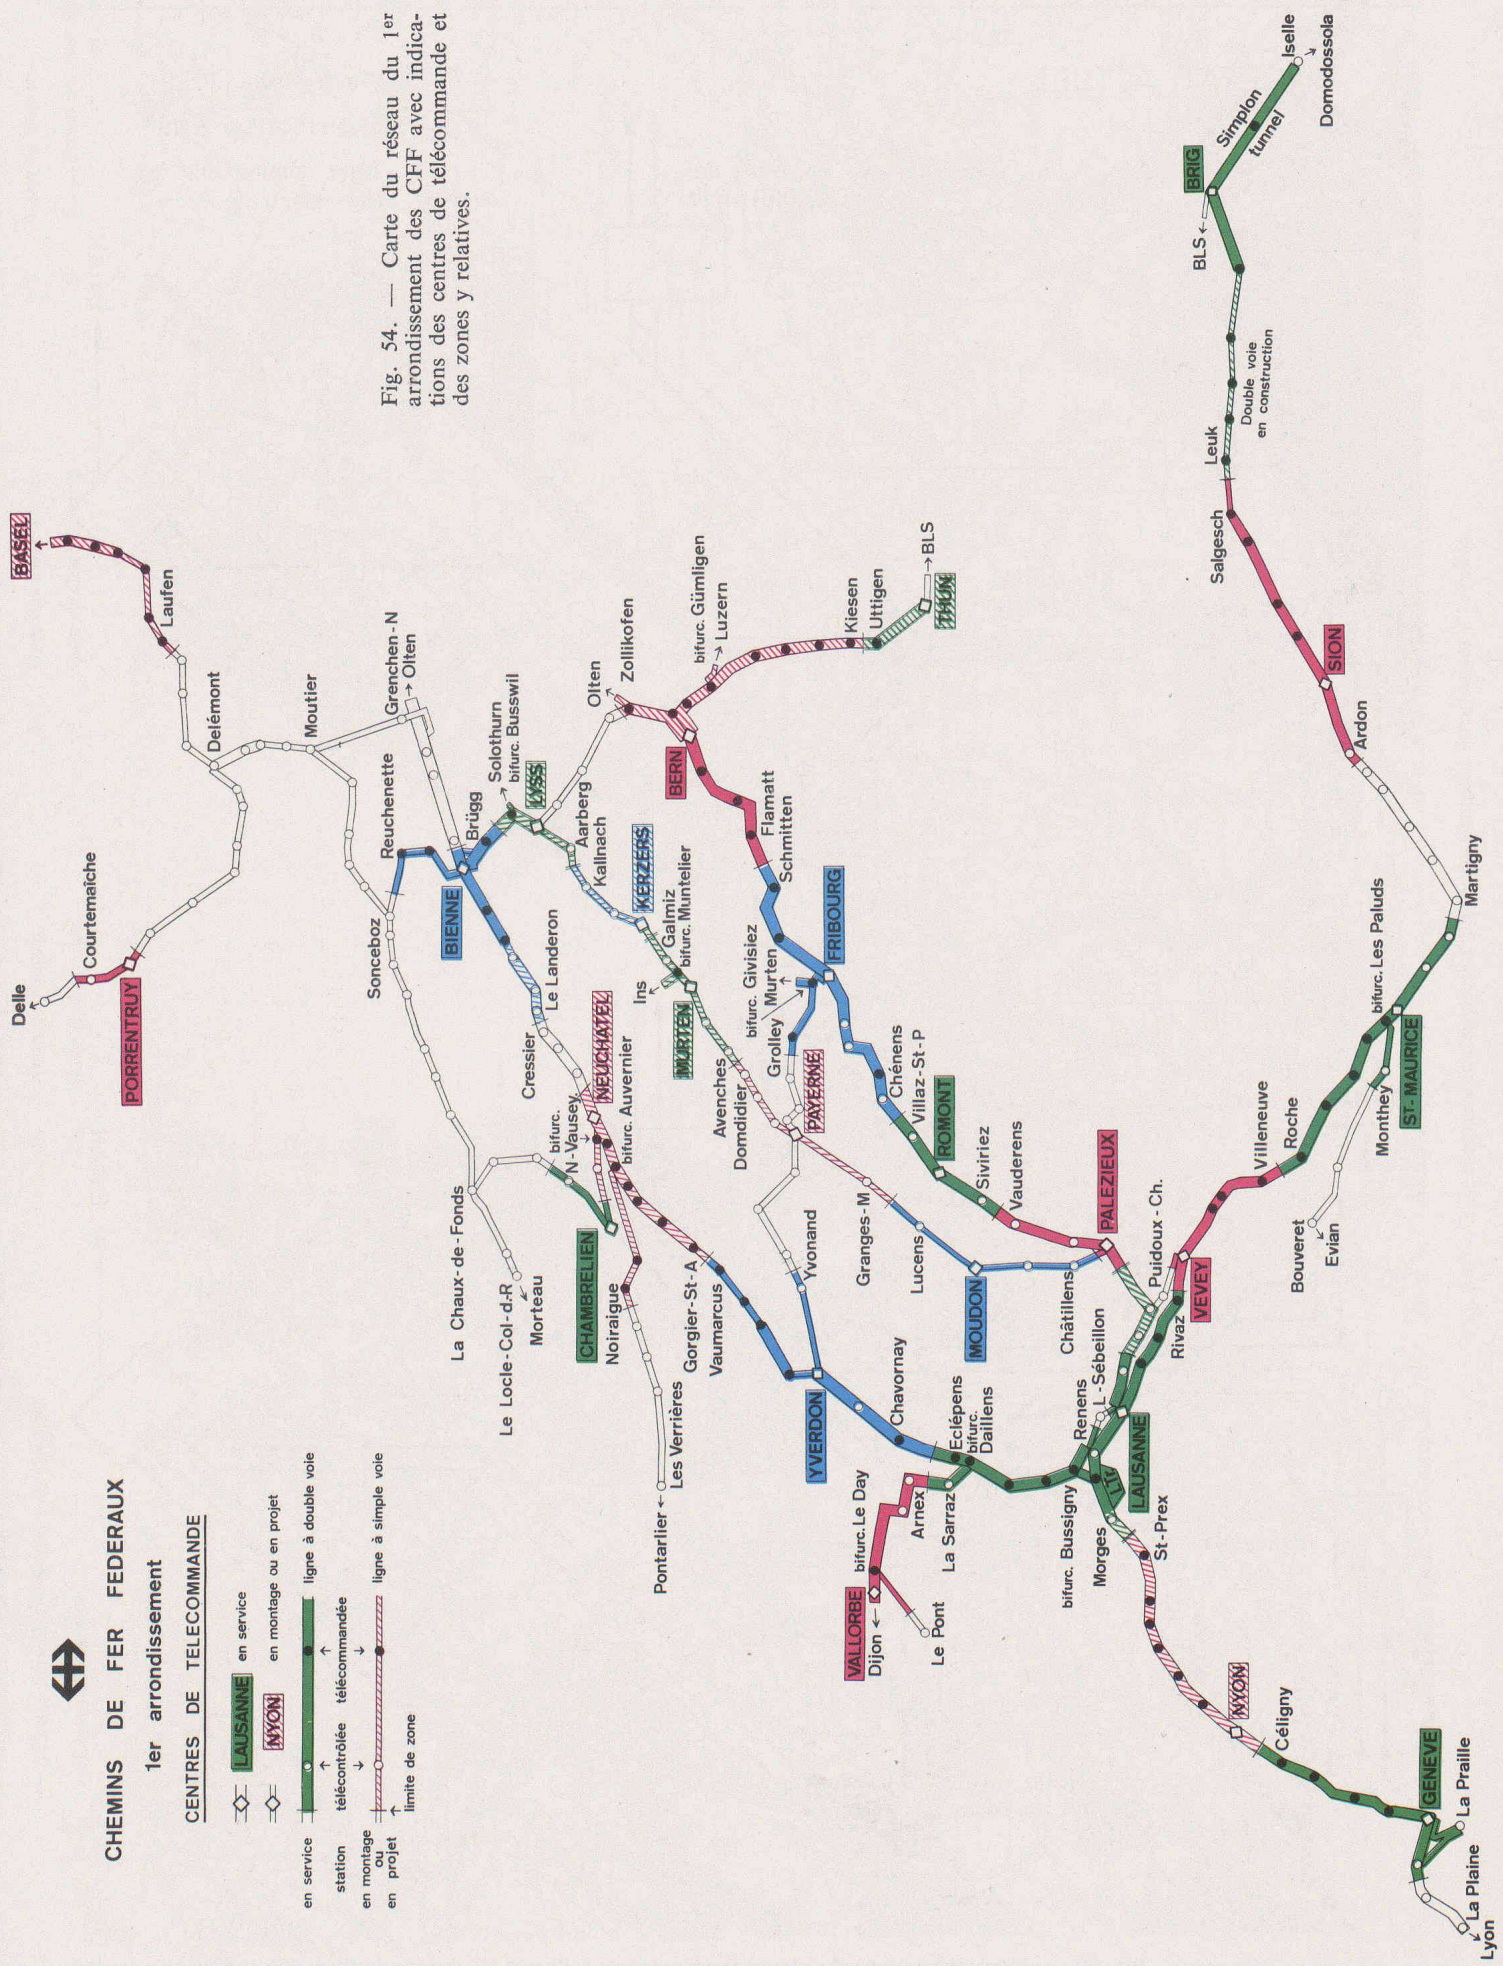 CHEMINS DE FER FEDERAUX
1er arrondissement
CENTRES DE TELECOMMANDE
LAUSANNE en service
NYON en montage ou en projet
en service
ligne à double voie
station
télécontrôlée
télécommandée
en montage
ou
en projet
ligne à simple voie
limite de zone
Fig. 54. — Carte du réseau du 1er
arrondissement des CFF avec indica-
tions des centres de télécommande et
des zones y relatives.
Delle
Courtemaîche
PORRENTRUY
BASEL
Laufen
Delémont
Moutier
Grenchen-N
Olten
Reuchenette
Sonceboz
BIENNE
Brügg
Solothurn
bifurc. Busswil
LYSS
Aarberg
Kallnach
KERZERS
Galmiz
bifurc. Muntelier
Ins
MURTEN
Avenches
Domdidier
Le Landeron
Cressier
NEUCHATEL
bifurc. Auvernier
bifurc.
N-Vausey.
CHAMBRELIEN
Noiraigue
La Chaux-de-Fonds
Le Locle-Col-d.-R
Morteau
Les Verrières
Pontarlier
Gorgier-St-A
Vaumarcus
YVERDON
Yvonand
Chavornay
Eclépens
bifurc.
Daillens
Olten
Zollikofen
bifurc. Gümligen
Luzern
Kiesen
Uttigen
BLS
THUN
BERN
Flamatt
Schmitten
FRIBOURG
bifurc. Givisiez
Murten
Grolley
PAYERNE
Granges-M
Lucens
MOUDON
Châtillens
Chénens
Villaz-St-P
ROMONT
Siviriez
Vauderens
PALEZIEUX
Puidoux-Ch.
VALLORBE
Dijon
bifurc. Le Day
Le Pont
Arnex
La Sarraz
bifurc. Bussigny
Renens
L-Sébeillon
LTr.
LAUSANNE
Morges
St-Prex
NYON
Céligny
GENEVE
La Praille
La Plaine
Lyon
Rivaz
VEVEY
Villeneuve
Roche
Bouveret
Evian
Monthey
bifurc. Les Paluds
ST-MAURICE
Martigny
Ardon
SION
Salgesch
Leuk
Double voie
en construction
BLS
BRIG
Simplon
tunnel
Iselle
Domodossola